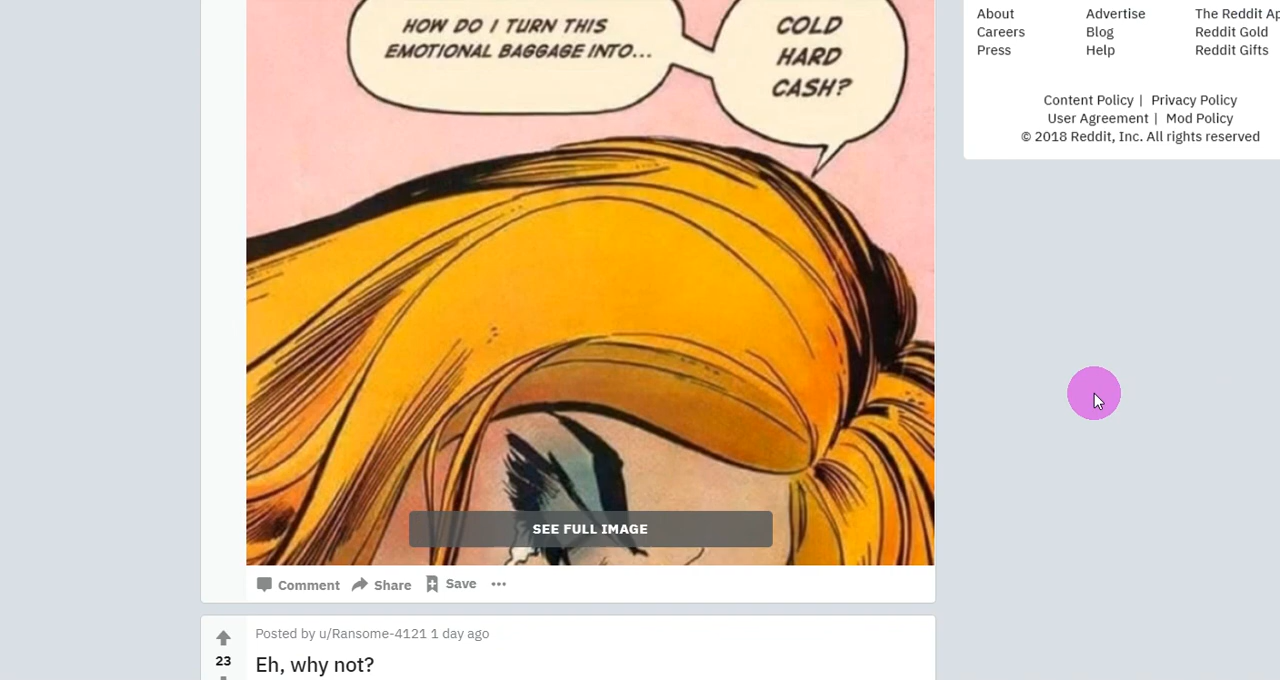 HOW DO I TURN THIS
EMOTIONAL BAGGAGE INTO...
COLD
HARD
CASH?
SEE FULL IMAGE
Comment Share Save
Posted by u/Ransome-4121 1 day ago
23
Eh, why not?
About Advertise The Reddit Ap
Careers Blog Reddit Gold
Press Help Reddit Gifts
Content Policy | Privacy Policy
User Agreement | Mod Policy
© 2018 Reddit, Inc. All rights reserved